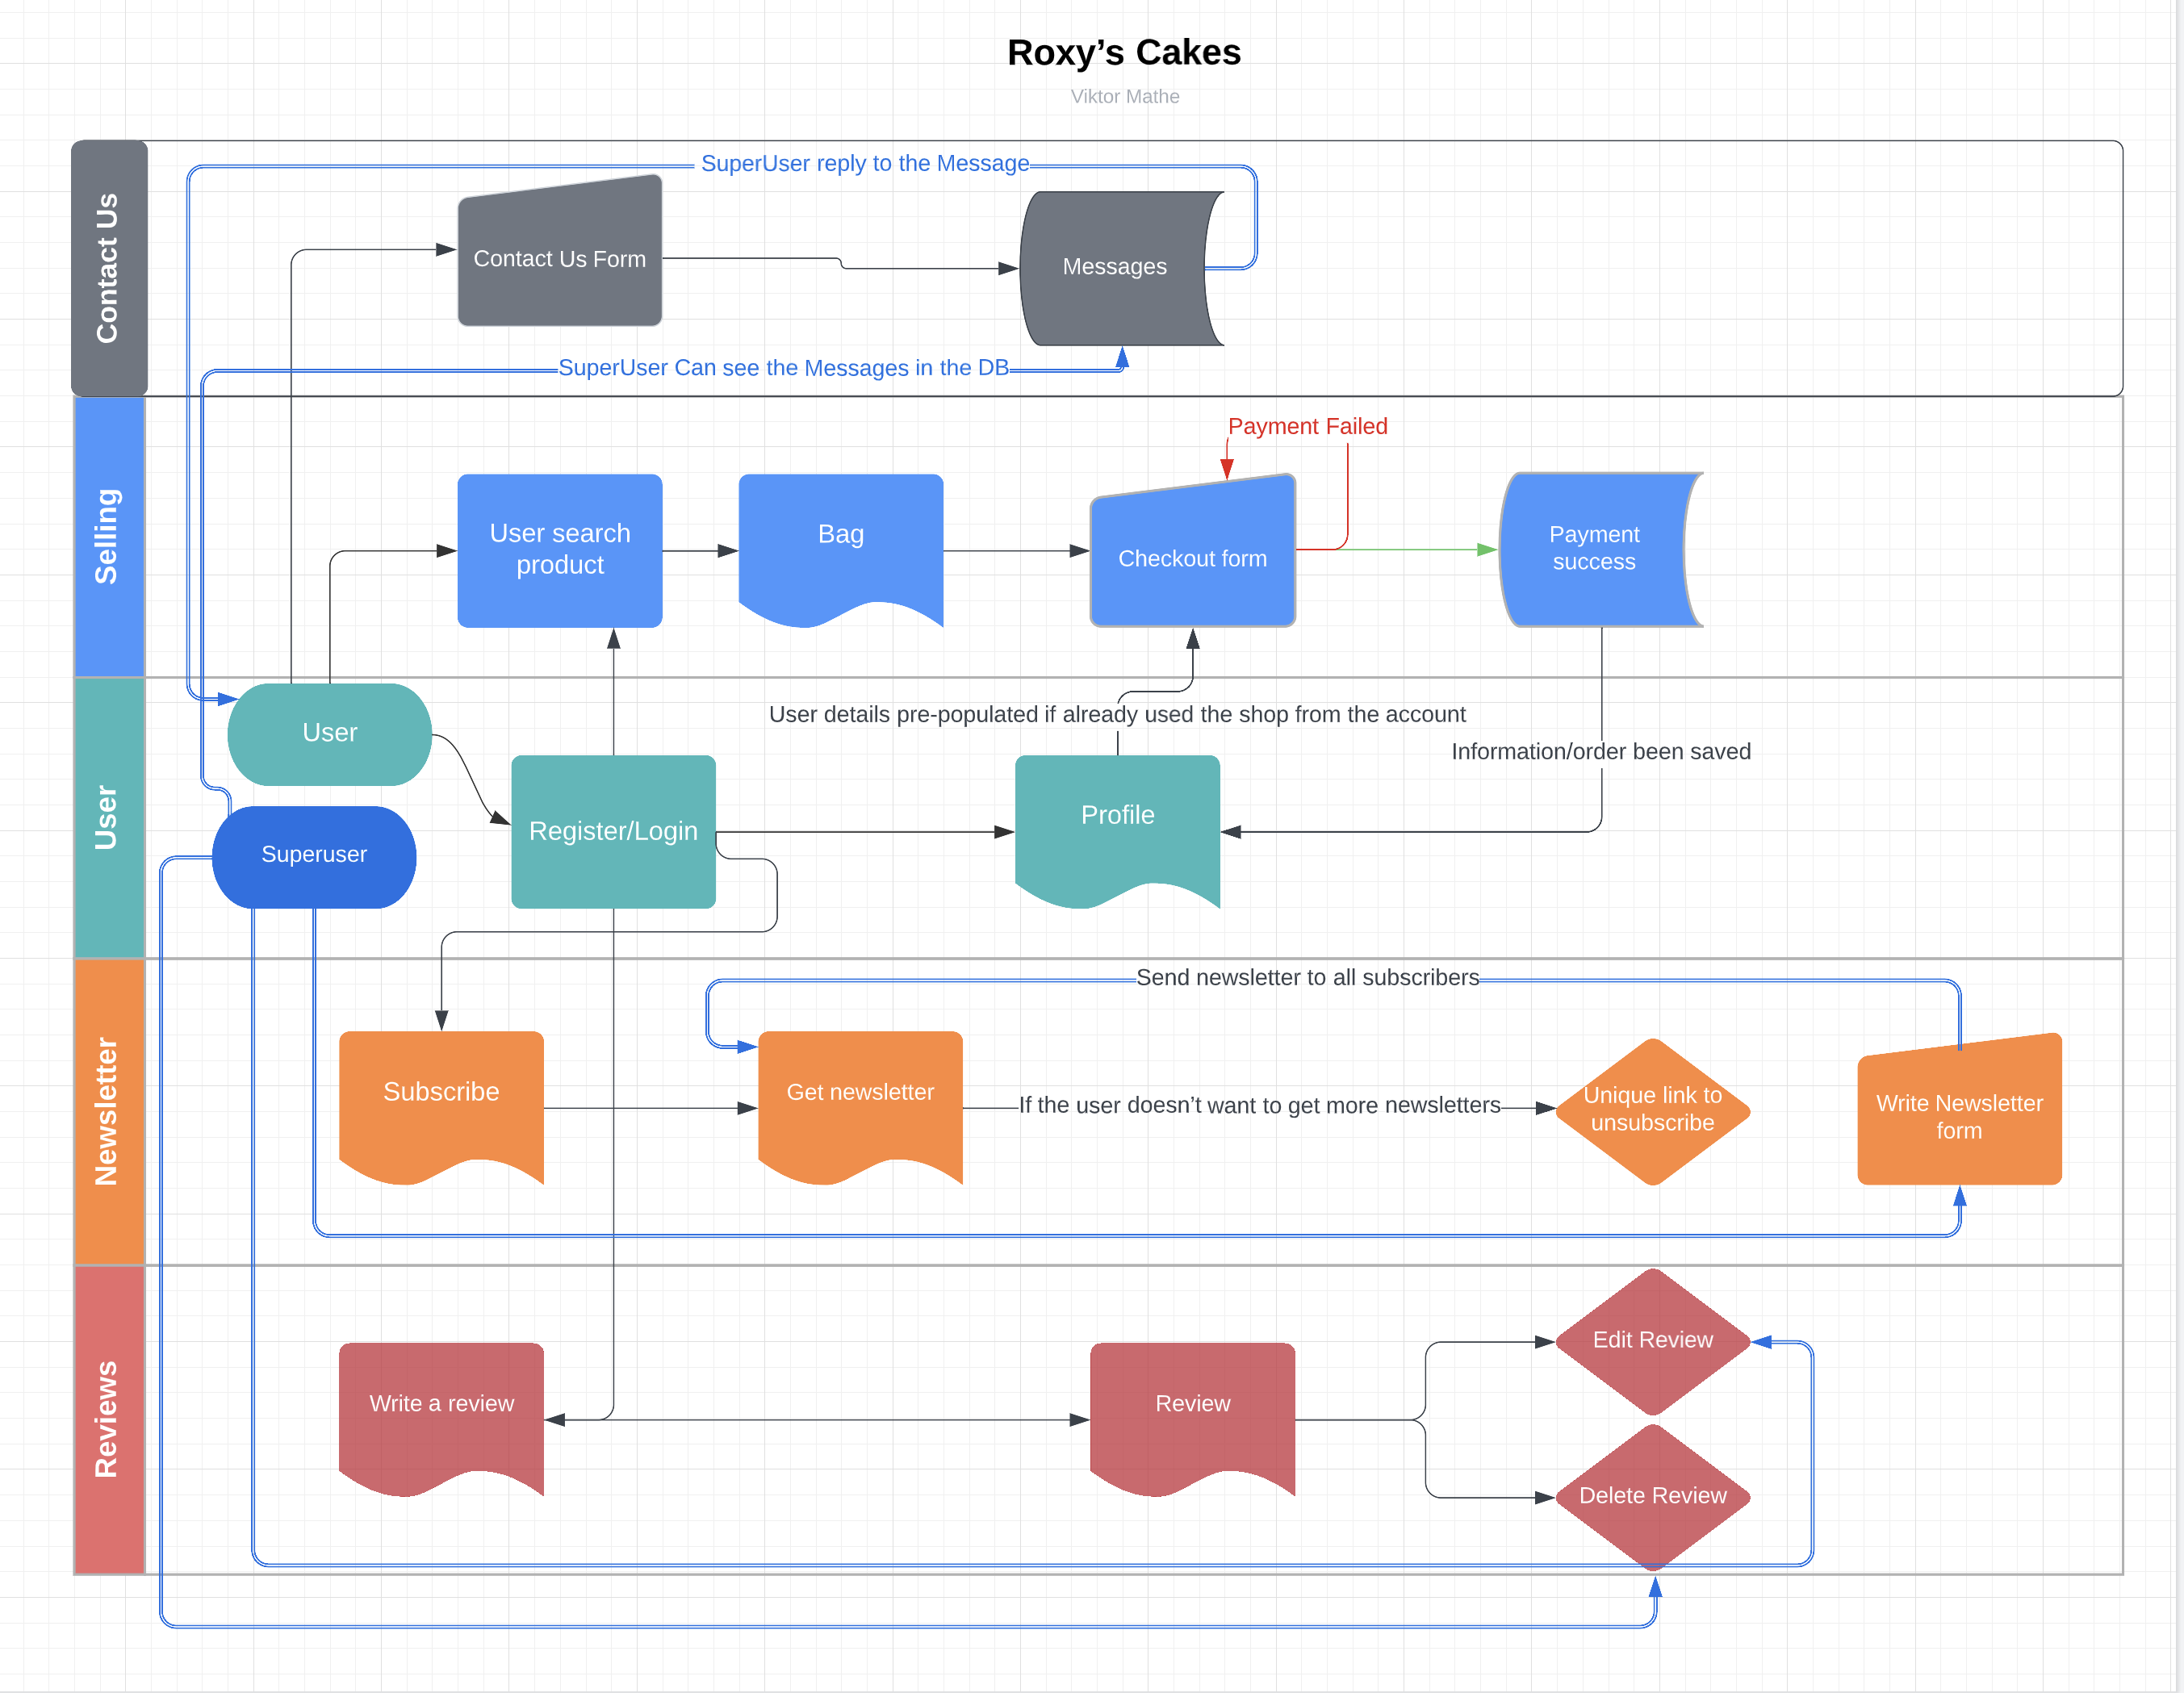 Roxy’s Cakes
Viktor Mathe
Contact Us
SuperUser reply to the Message
Contact Us Form
Messages
SuperUser Can see the Messages in the DB
Selling
Payment Failed
User search
product
Bag
Checkout form
Payment
success
User
User
User details pre-populated if already used the shop from the account
Information/order been saved
Register/Login
Profile
Superuser
Newsletter
Send newsletter to all subscribers
Subscribe
Get newsletter
If the user doesn’t want to get more newsletters
Unique link to
unsubscribe
Write Newsletter
form
Reviews
Edit Review
Write a review
Review
Delete Review